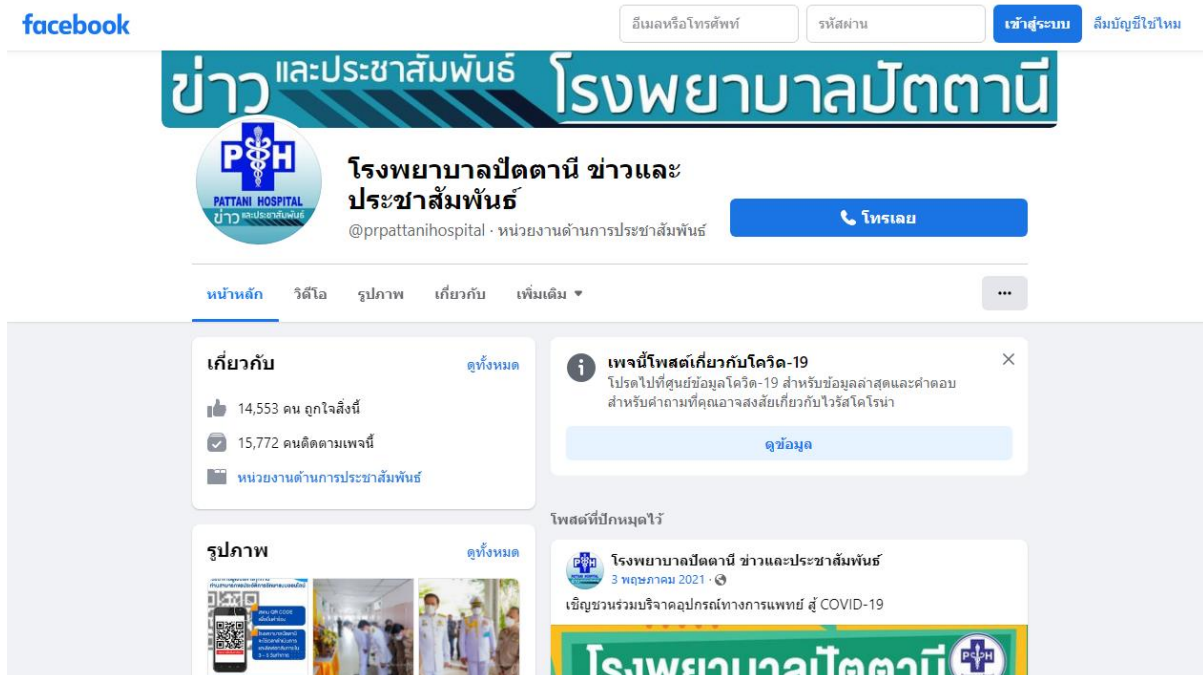 facebook
อีเมลหรือโทรศัพท์
รหัสผ่าน
เข้าสู่ระบบ
ลืมบัญชีใช่ไหม
ข่าว และประชาสัมพันธ์ โรงพยาบาลปัตตานี
PH
PATTANI HOSPITAL
ข่าว และประชาสัมพันธ์
โรงพยาบาลปัตตานี ข่าวและ
ประชาสัมพันธ์
@prpattanihospital · หน่วยงานด้านการประชาสัมพันธ์
โทรเลย
หน้าหลัก
วิดีโอ
รูปภาพ
เกี่ยวกับ
เพิ่มเติม
เกี่ยวกับ
ดูทั้งหมด
14,553 คน ถูกใจสิ่งนี้
15,772 คนติดตามเพจนี้
หน่วยงานด้านการประชาสัมพันธ์
รูปภาพ
ดูทั้งหมด
เพจนี้โพสต์เกี่ยวกับโควิด-19
โปรดไปที่ศูนย์ข้อมูลโควิด-19 สำหรับข้อมูลล่าสุดและคำตอบ
สำหรับคำถามที่คุณอาจสงสัยเกี่ยวกับไวรัสโคโรน่า
ดูข้อมูล
โพสต์ที่ปักหมุดไว้
โรงพยาบาลปัตตานี ข่าวและประชาสัมพันธ์
3 พฤษภาคม 2021 ·
เชิญชวนร่วมบริจาคอุปกรณ์ทางการแพทย์ สู้ COVID-19
โรงพยาบาลปัตตานี